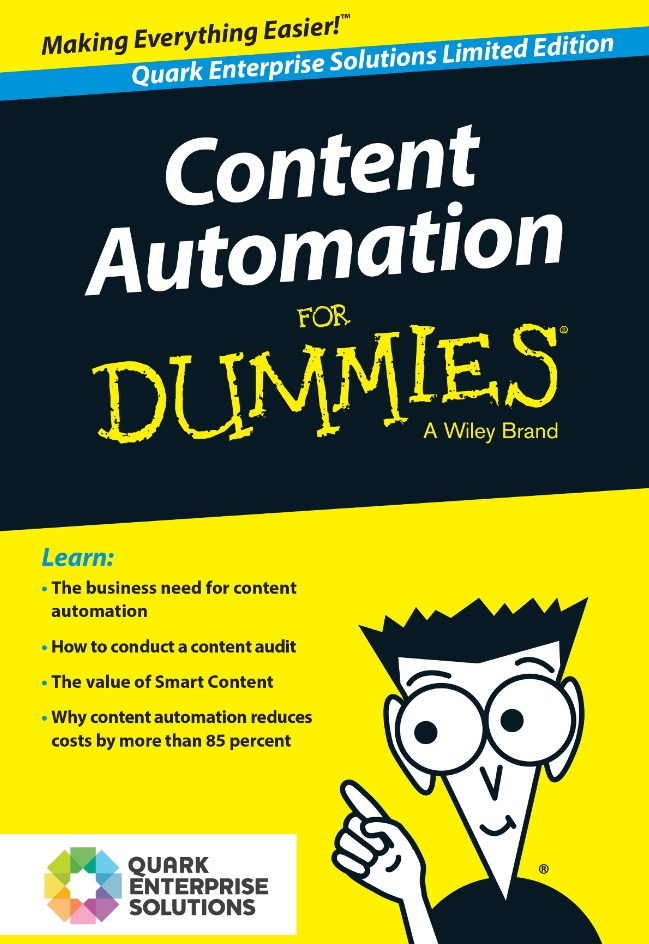 Making Everything Easier!™
Quark Enterprise Solutions Limited Edition
Content
Automation
FOR
DUMMIES®
A Wiley Brand
Learn:
• The business need for content
automation
• How to conduct a content audit
• The value of Smart Content
• Why content automation reduces
costs by more than 85 percent
QUARK
ENTERPRISE
SOLUTIONS
®